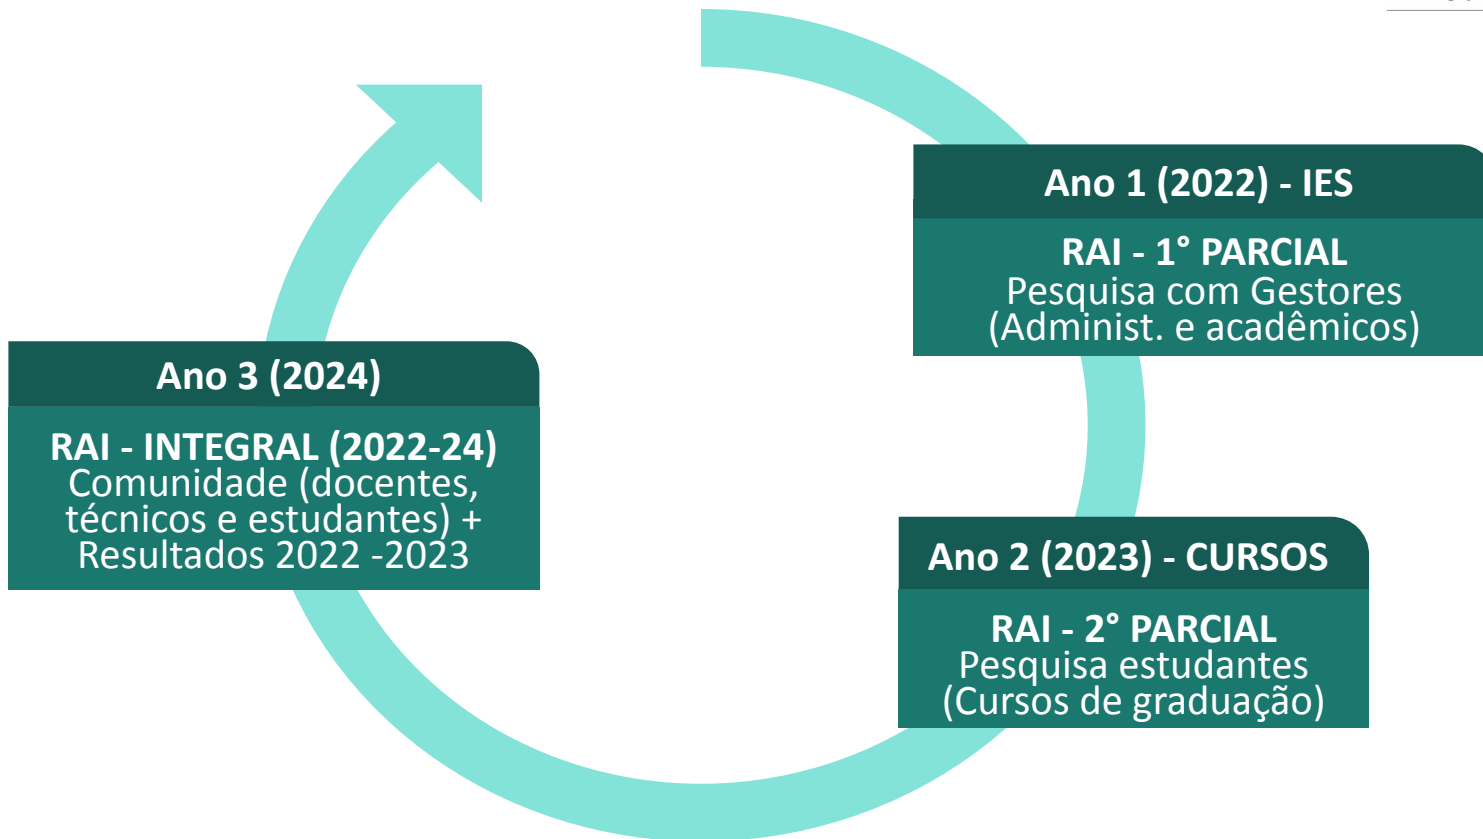 Ano 1 (2022) - IES
RAI - 1° PARCIAL
Pesquisa com Gestores
(Administ. e acadêmicos)
Ano 2 (2023) - CURSOS
RAI - 2° PARCIAL
Pesquisa estudantes
(Cursos de graduação)
Ano 3 (2024)
RAI - INTEGRAL (2022-24)
Comunidade (docentes,
técnicos e estudantes) +
Resultados 2022 -2023